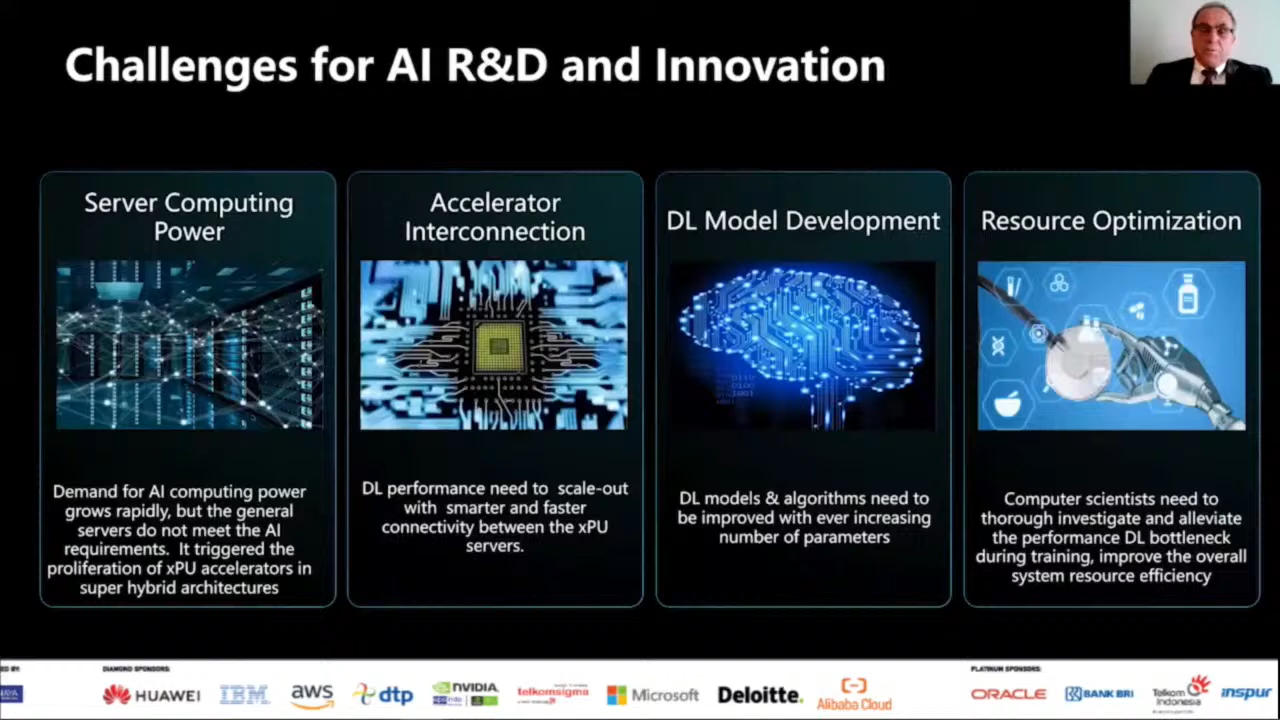 Challenges for AI R&D and Innovation
Server Computing
Power
Demand for AI computing power
grows rapidly, but the general
servers do not meet the AI
requirements. It triggered the
proliferation of xPU accelerators in
super hybrid architectures
Accelerator
Interconnection
DL performance need to scale-out
with smarter and faster
connectivity between the xPU
servers.
DL Model Development
DL models & algorithms need to
be improved with ever increasing
number of parameters
Resource Optimization
Computer scientists need to
thorough investigate and alleviate
the performance DL bottleneck
during training, improve the overall
system resource efficiency
ED BY:
DIAMOND SPONSORS:
HUAWEI
IBM
aws
dtp
NVIDIA
telkomsigma
Microsoft
Deloitte.
Alibaba Cloud
PLATINUM SPONSORS:
ORACLE
BANK BRI
Telkom
Indonesia
inspur